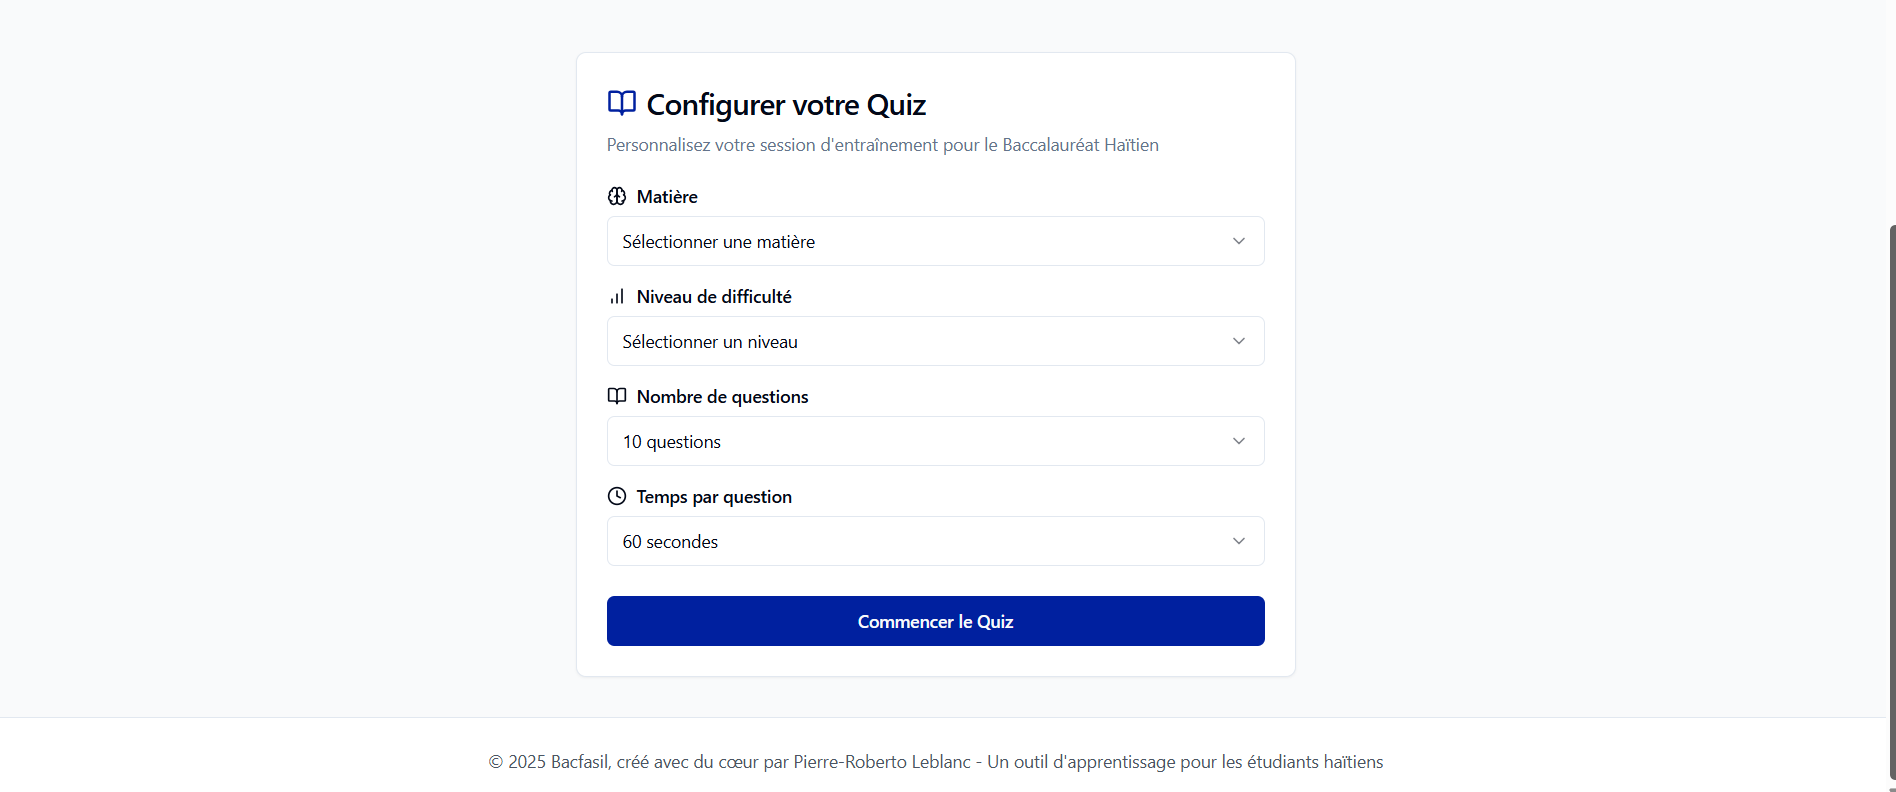 Configurer votre Quiz
Personnalisez votre session d'entraînement pour le Baccalauréat Haïtien
Matière
Sélectionner une matière
Niveau de difficulté
Sélectionner un niveau
Nombre de questions
10 questions
Temps par question
60 secondes
Commencer le Quiz
© 2025 Bacfasil, créé avec du cœur par Pierre-Roberto Leblanc - Un outil d'apprentissage pour les étudiants haïtiens